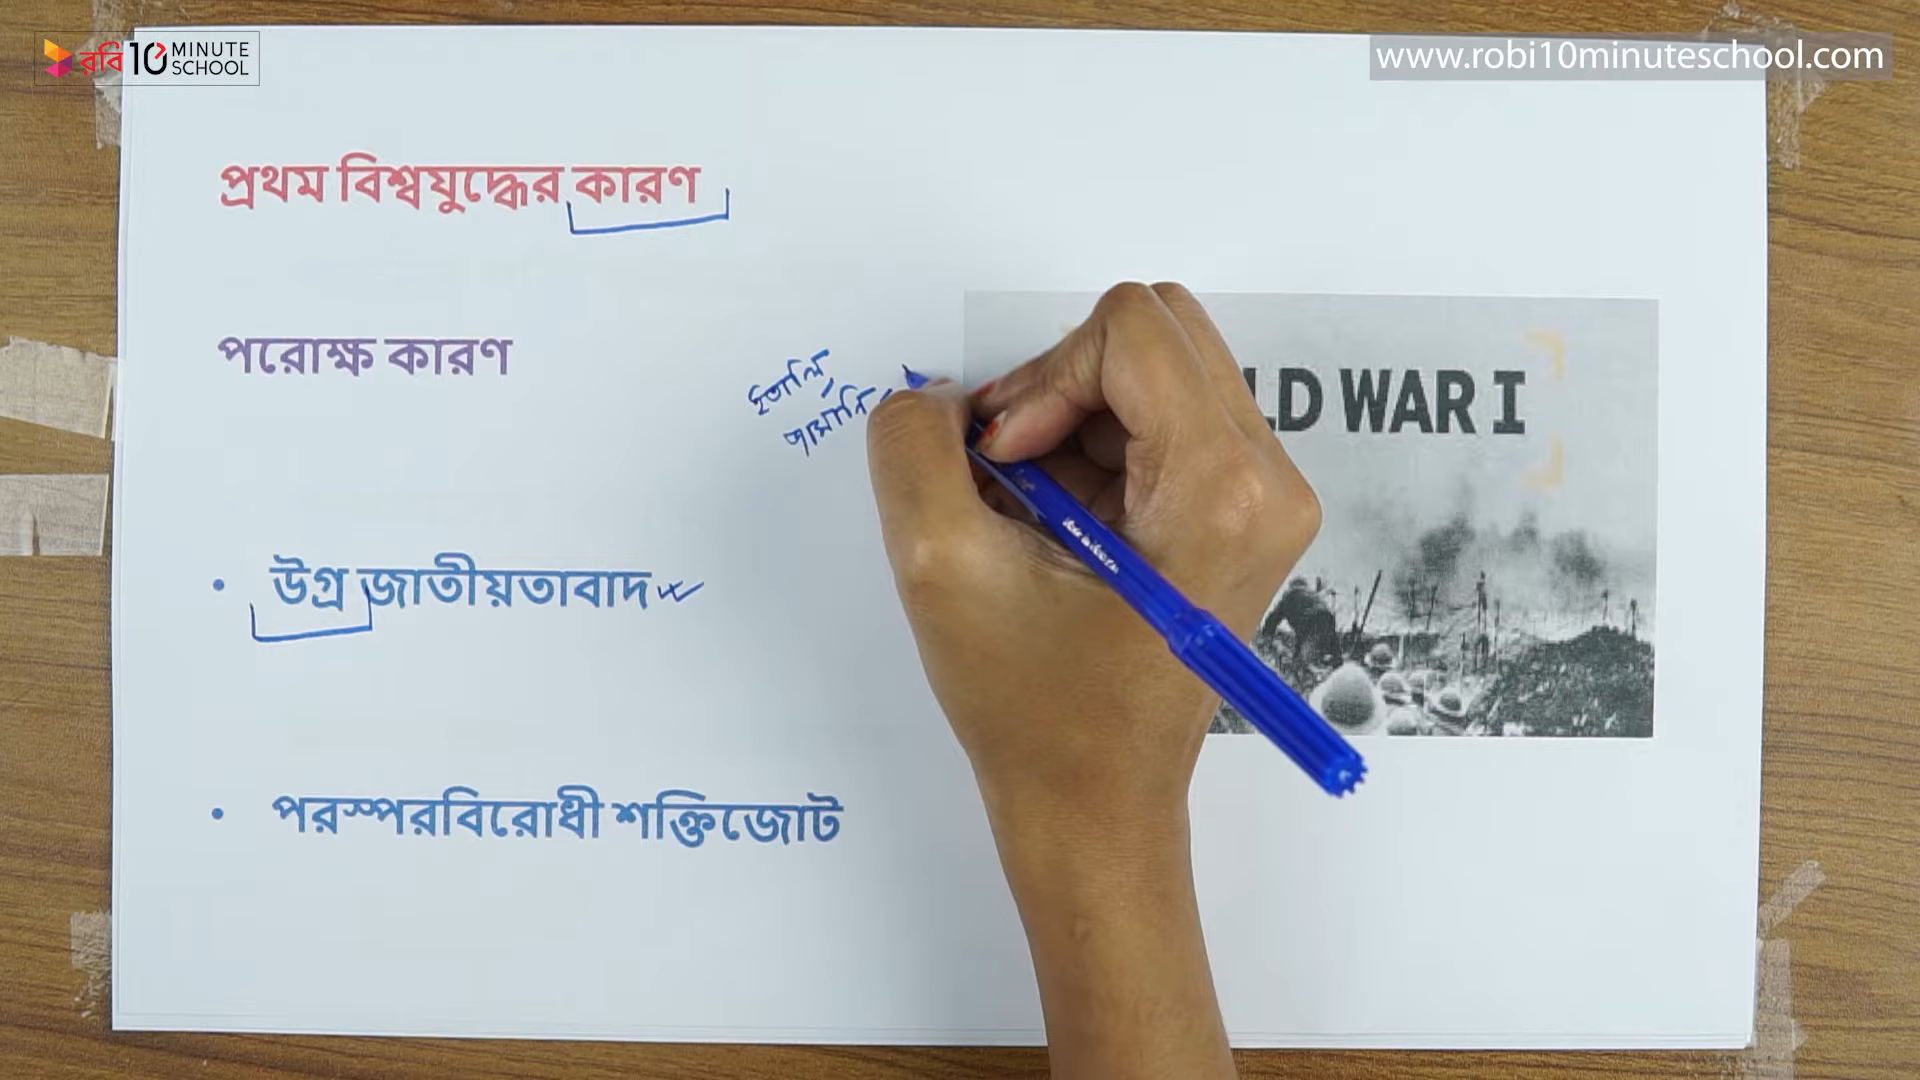 রবি 10 MINUTE SCHOOL
www.robi10minuteschool.com
প্রথম বিশ্বযুদ্ধের কারণ
পরোক্ষ কারণ
ইতালি
LD WAR I
উগ্র জাতীয়তাবাদ
পরস্পরবিরোধী শক্তিজোট